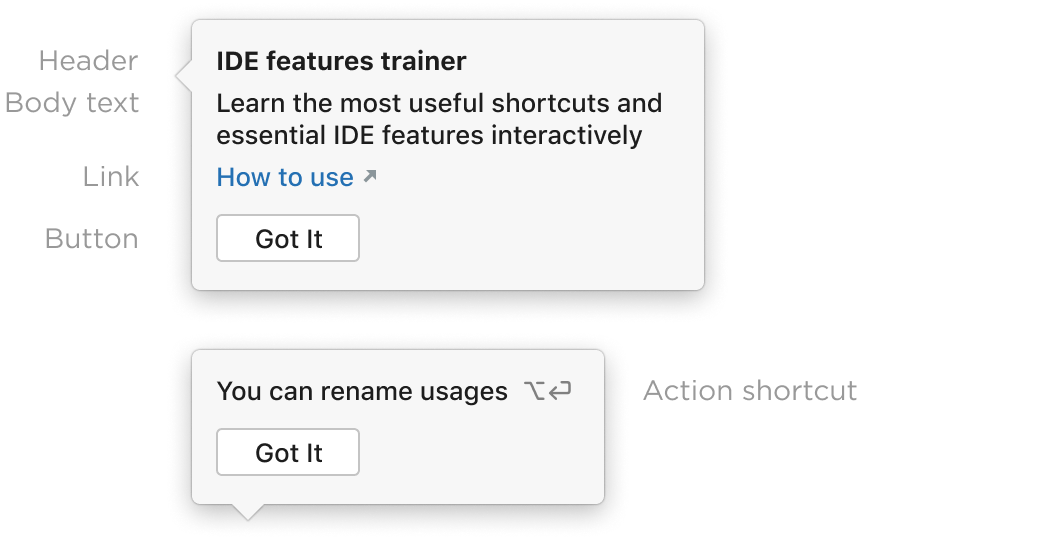 Header
IDE features trainer
Body text
Learn the most useful shortcuts and
essential IDE features interactively
Link
How to use ↗
Button
Got It
You can rename usages ⌥↩
Action shortcut
Got It